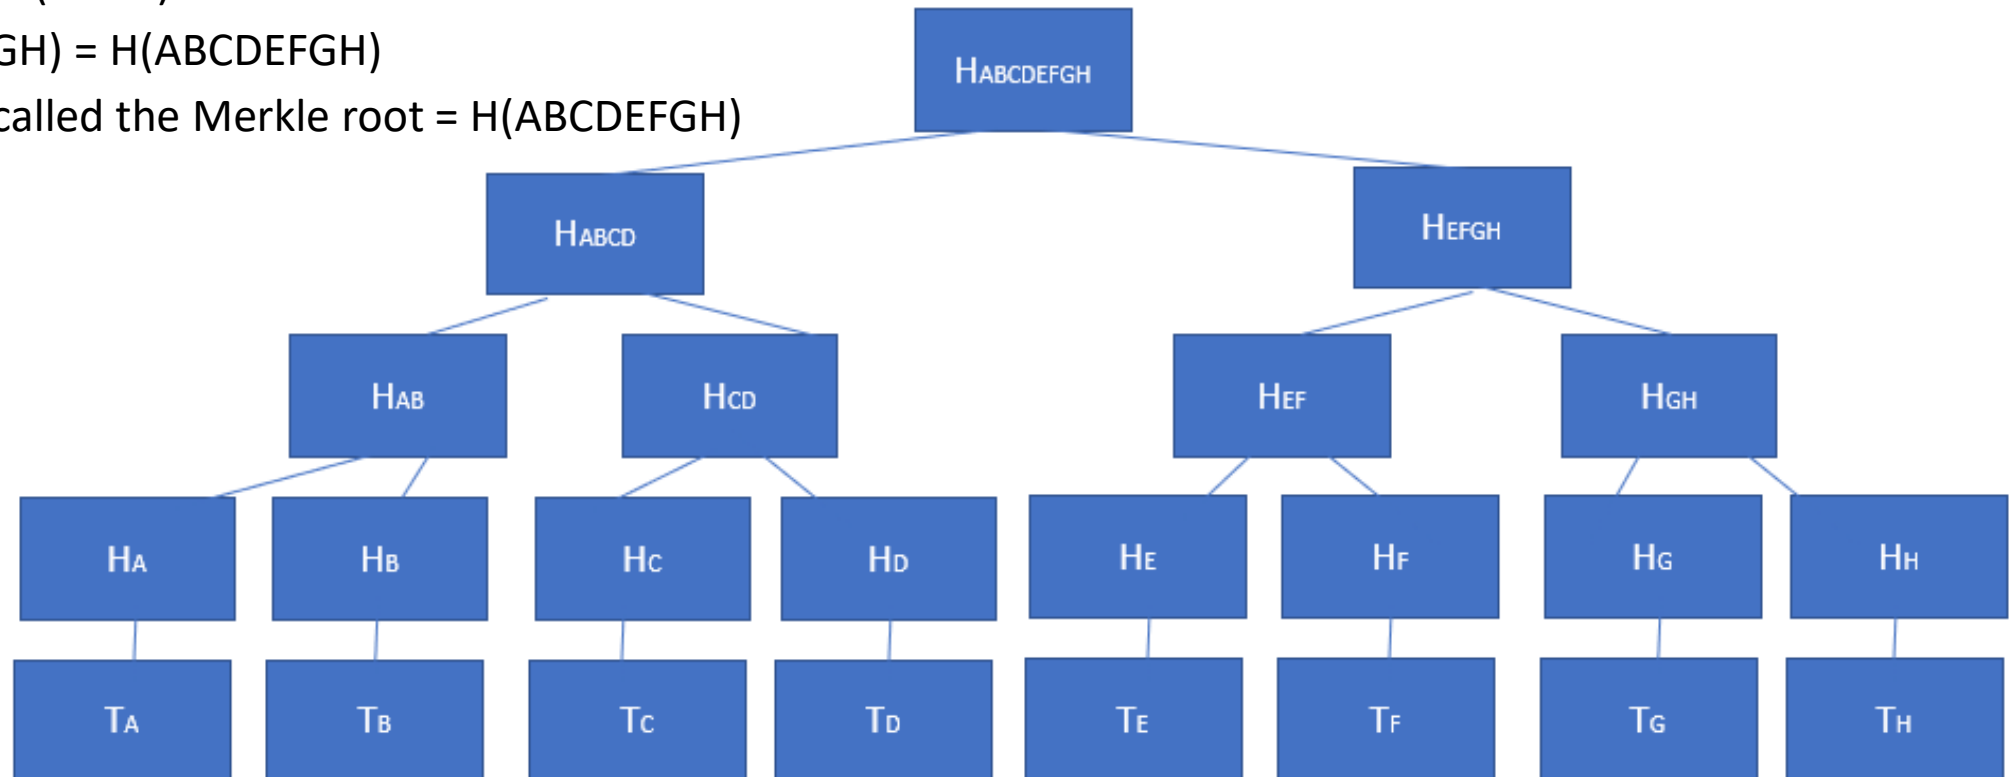 GH) = H(ABCDEFGH)
called the Merkle root = H(ABCDEFGH)
HABCDEFGH
HABCD HEFGH
HAB HCD HEF HGH
HA HB HC HD HE HF HG HH
TA TB TC TD TE TF TG TH